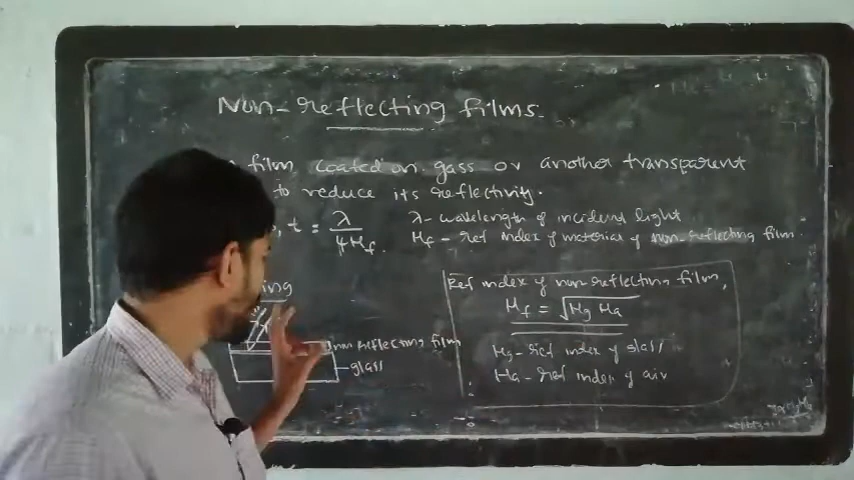 Non-reflecting films.
film coated on gass or another transparent
to reduce its reflectivity.
t = λ / 4μf
λ - wavelength of incident light
μf - ref index of material of non-reflecting film.
Ref index of non-reflecting film,
μf = √μg μa
μg - ref index of glass
μa - ref index of air
non reflecting film
glass